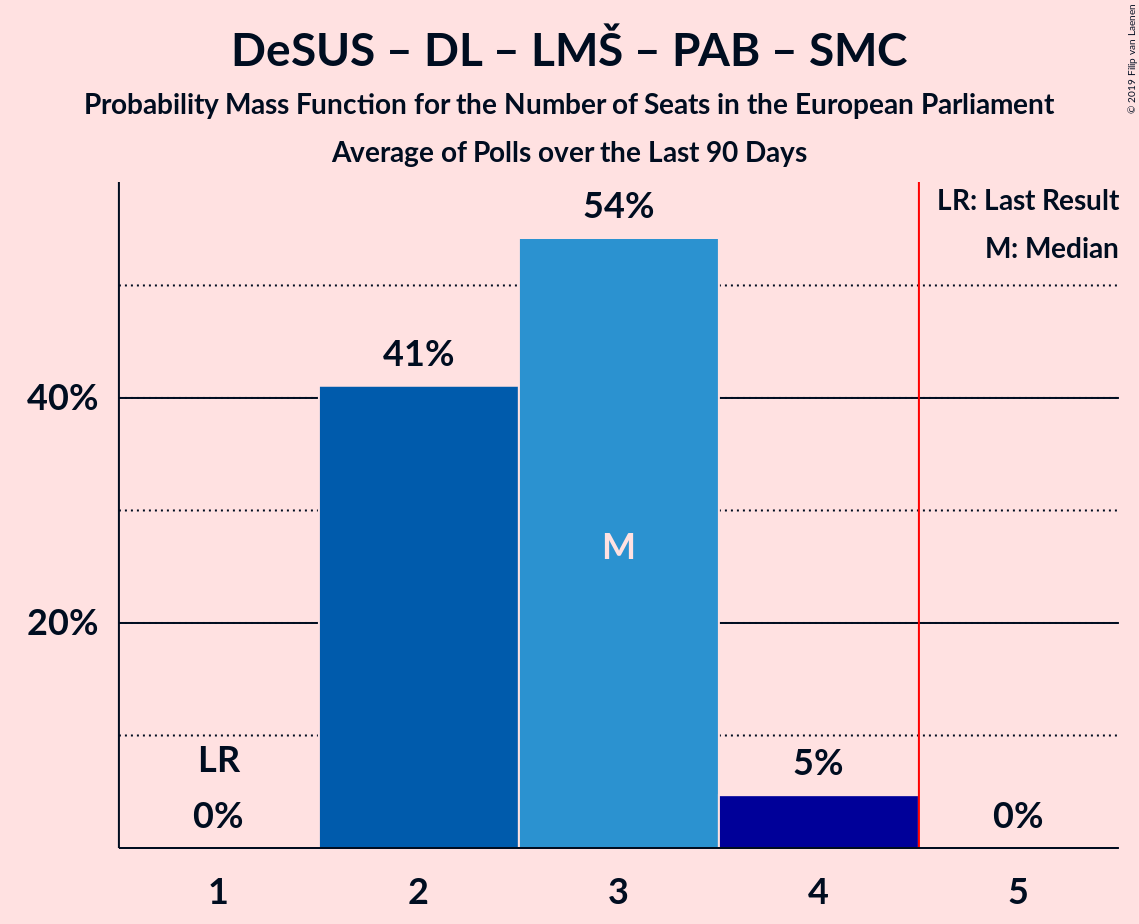 DeSUS – DL – LMŠ – PAB – SMC
Probability Mass Function for the Number of Seats in the European Parliament
Average of Polls over the Last 90 Days
© 2019 Filip van Laenen
LR: Last Result
M: Median
54%
41%
40%
M
20%
LR
5%
0%
0%
1 2 3 4 5